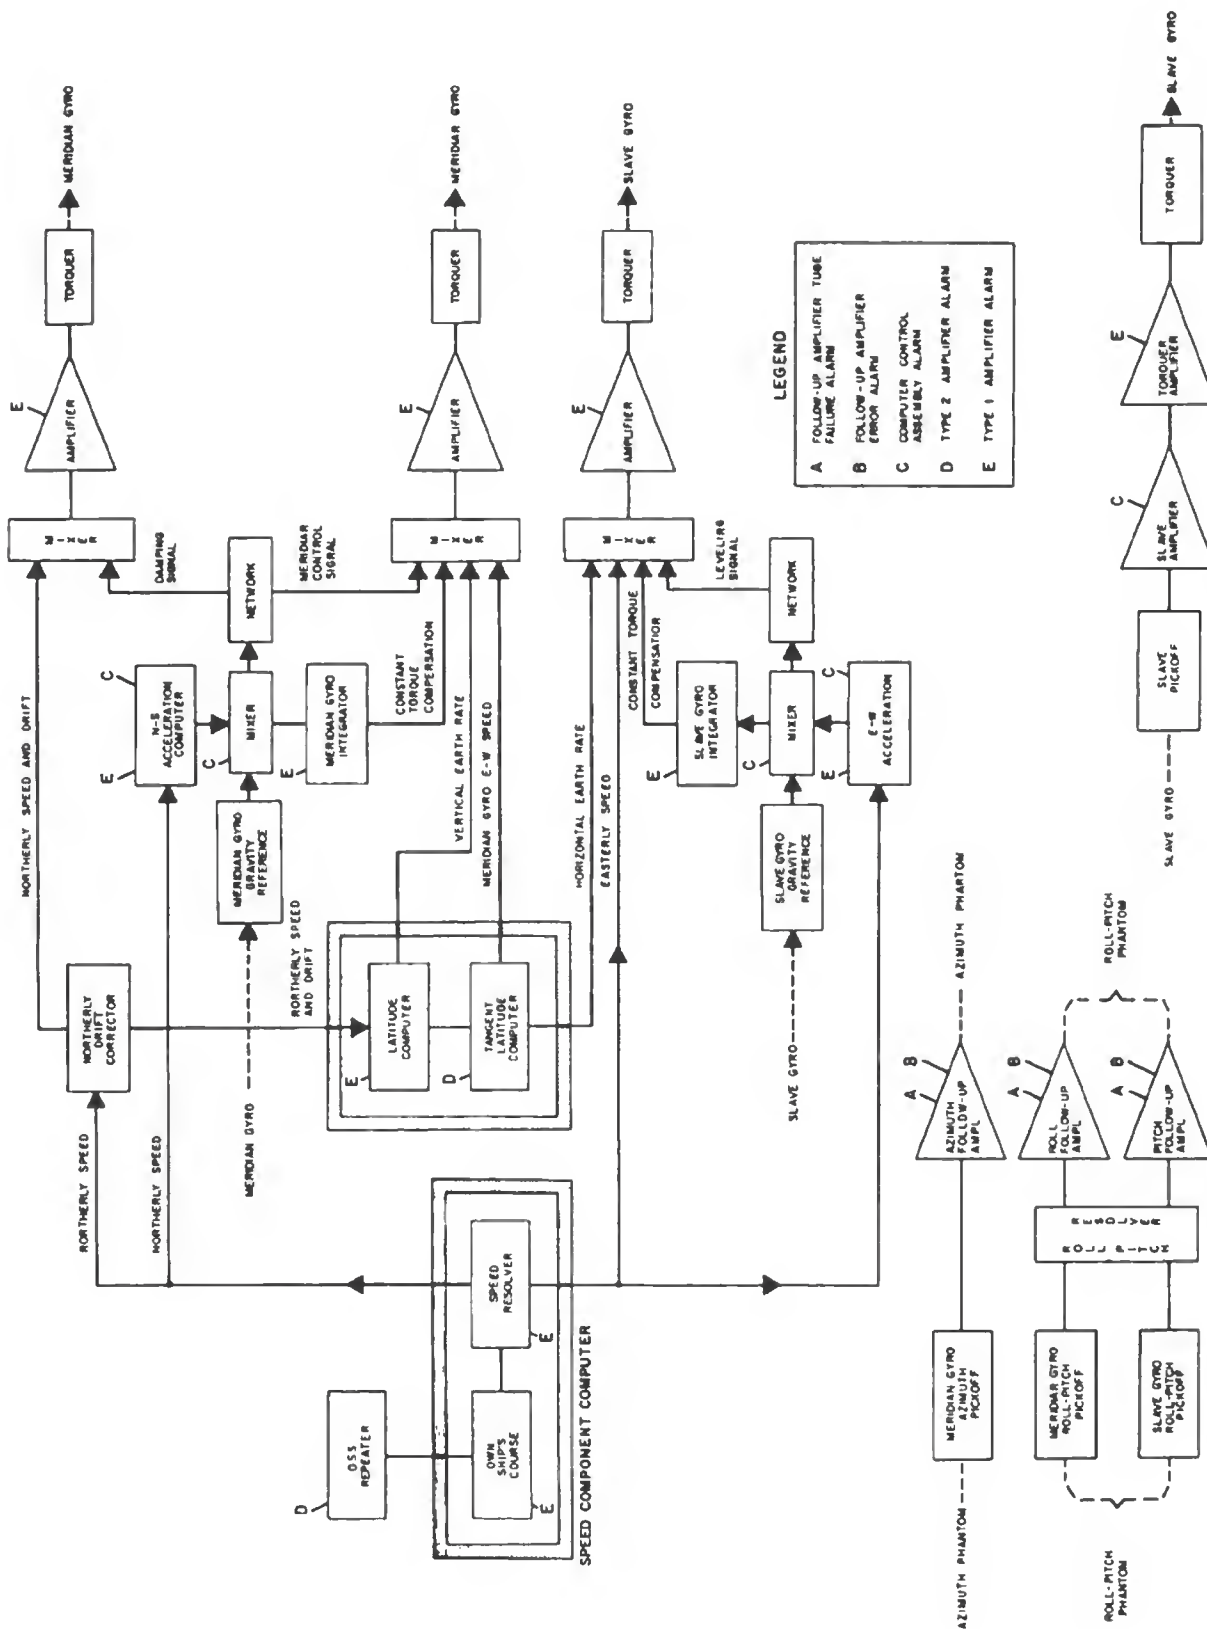 OSS
REPEATER
D
OWN
SHIP'S
COURSE
E
SPEED
RESOLVER
E
SPEED COMPONENT COMPUTER
NORTHERLY SPEED
NORTHERLY SPEED
NORTHERLY
DRIFT
CORRECTOR
NORTHERLY SPEED AND DRIFT
NORTHERLY SPEED
AND DRIFT
MERIDIAN GYRO
MERIDIAN GYRO
GRAVITY
REFERENCE
E
N-S
ACCELERATION
COMPUTER
C
C
MIXER
E
MERIDIAN GYRO
INTEGRATOR
NETWORK
DAMPING
SIGNAL
MERIDIAN
CONTROL
SIGNAL
CONSTANT
TORQUE
COMPENSATION
MIXER
E
AMPLIFIER
TORQUER
MERIDIAN GYRO
LATITUDE
COMPUTER
E
TANGENT
LATITUDE
COMPUTER
D
VERTICAL EARTH RATE
MERIDIAN GYRO E-W SPEED
MIXER
E
AMPLIFIER
TORQUER
MERIDIAN GYRO
HORIZONTAL EARTH RATE
EASTERLY SPEED
CONSTANT TORQUE
COMPENSATION
LEVELING
SIGNAL
SLAVE GYRO
SLAVE GYRO
GRAVITY
REFERENCE
E
SLAVE GYRO
INTEGRATOR
C
MIXER
NETWORK
E
E-W
ACCELERATION
C
MIXER
E
AMPLIFIER
TORQUER
SLAVE GYRO
LEGEND
A FOLLOW-UP AMPLIFIER TUBE
FAILURE ALARM
B FOLLOW-UP AMPLIFIER
ERROR ALARM
C COMPUTER CONTROL
ASSEMBLY ALARM
D TYPE 2 AMPLIFIER ALARM
E TYPE 1 AMPLIFIER ALARM
AZIMUTH PHANTOM
MERIDIAN GYRO
AZIMUTH
PICKOFF
AZIMUTH
FOLLOW-UP
AMPL
A
B
AZIMUTH PHANTOM
ROLL-PITCH
PHANTOM
MERIDIAN GYRO
ROLL-PITCH
PICKOFF
SLAVE GYRO
ROLL-PITCH
PICKOFF
ROLL PITCH
RESOLVER
ROLL
FOLLOW-UP
AMPL
A
B
PITCH
FOLLOW-UP
AMPL
A
B
ROLL-PITCH
PHANTOM
SLAVE GYRO
SLAVE
PICKOFF
SLAVE
AMPLIFIER
C
TORQUER
AMPLIFIER
E
TORQUER
SLAVE GYRO